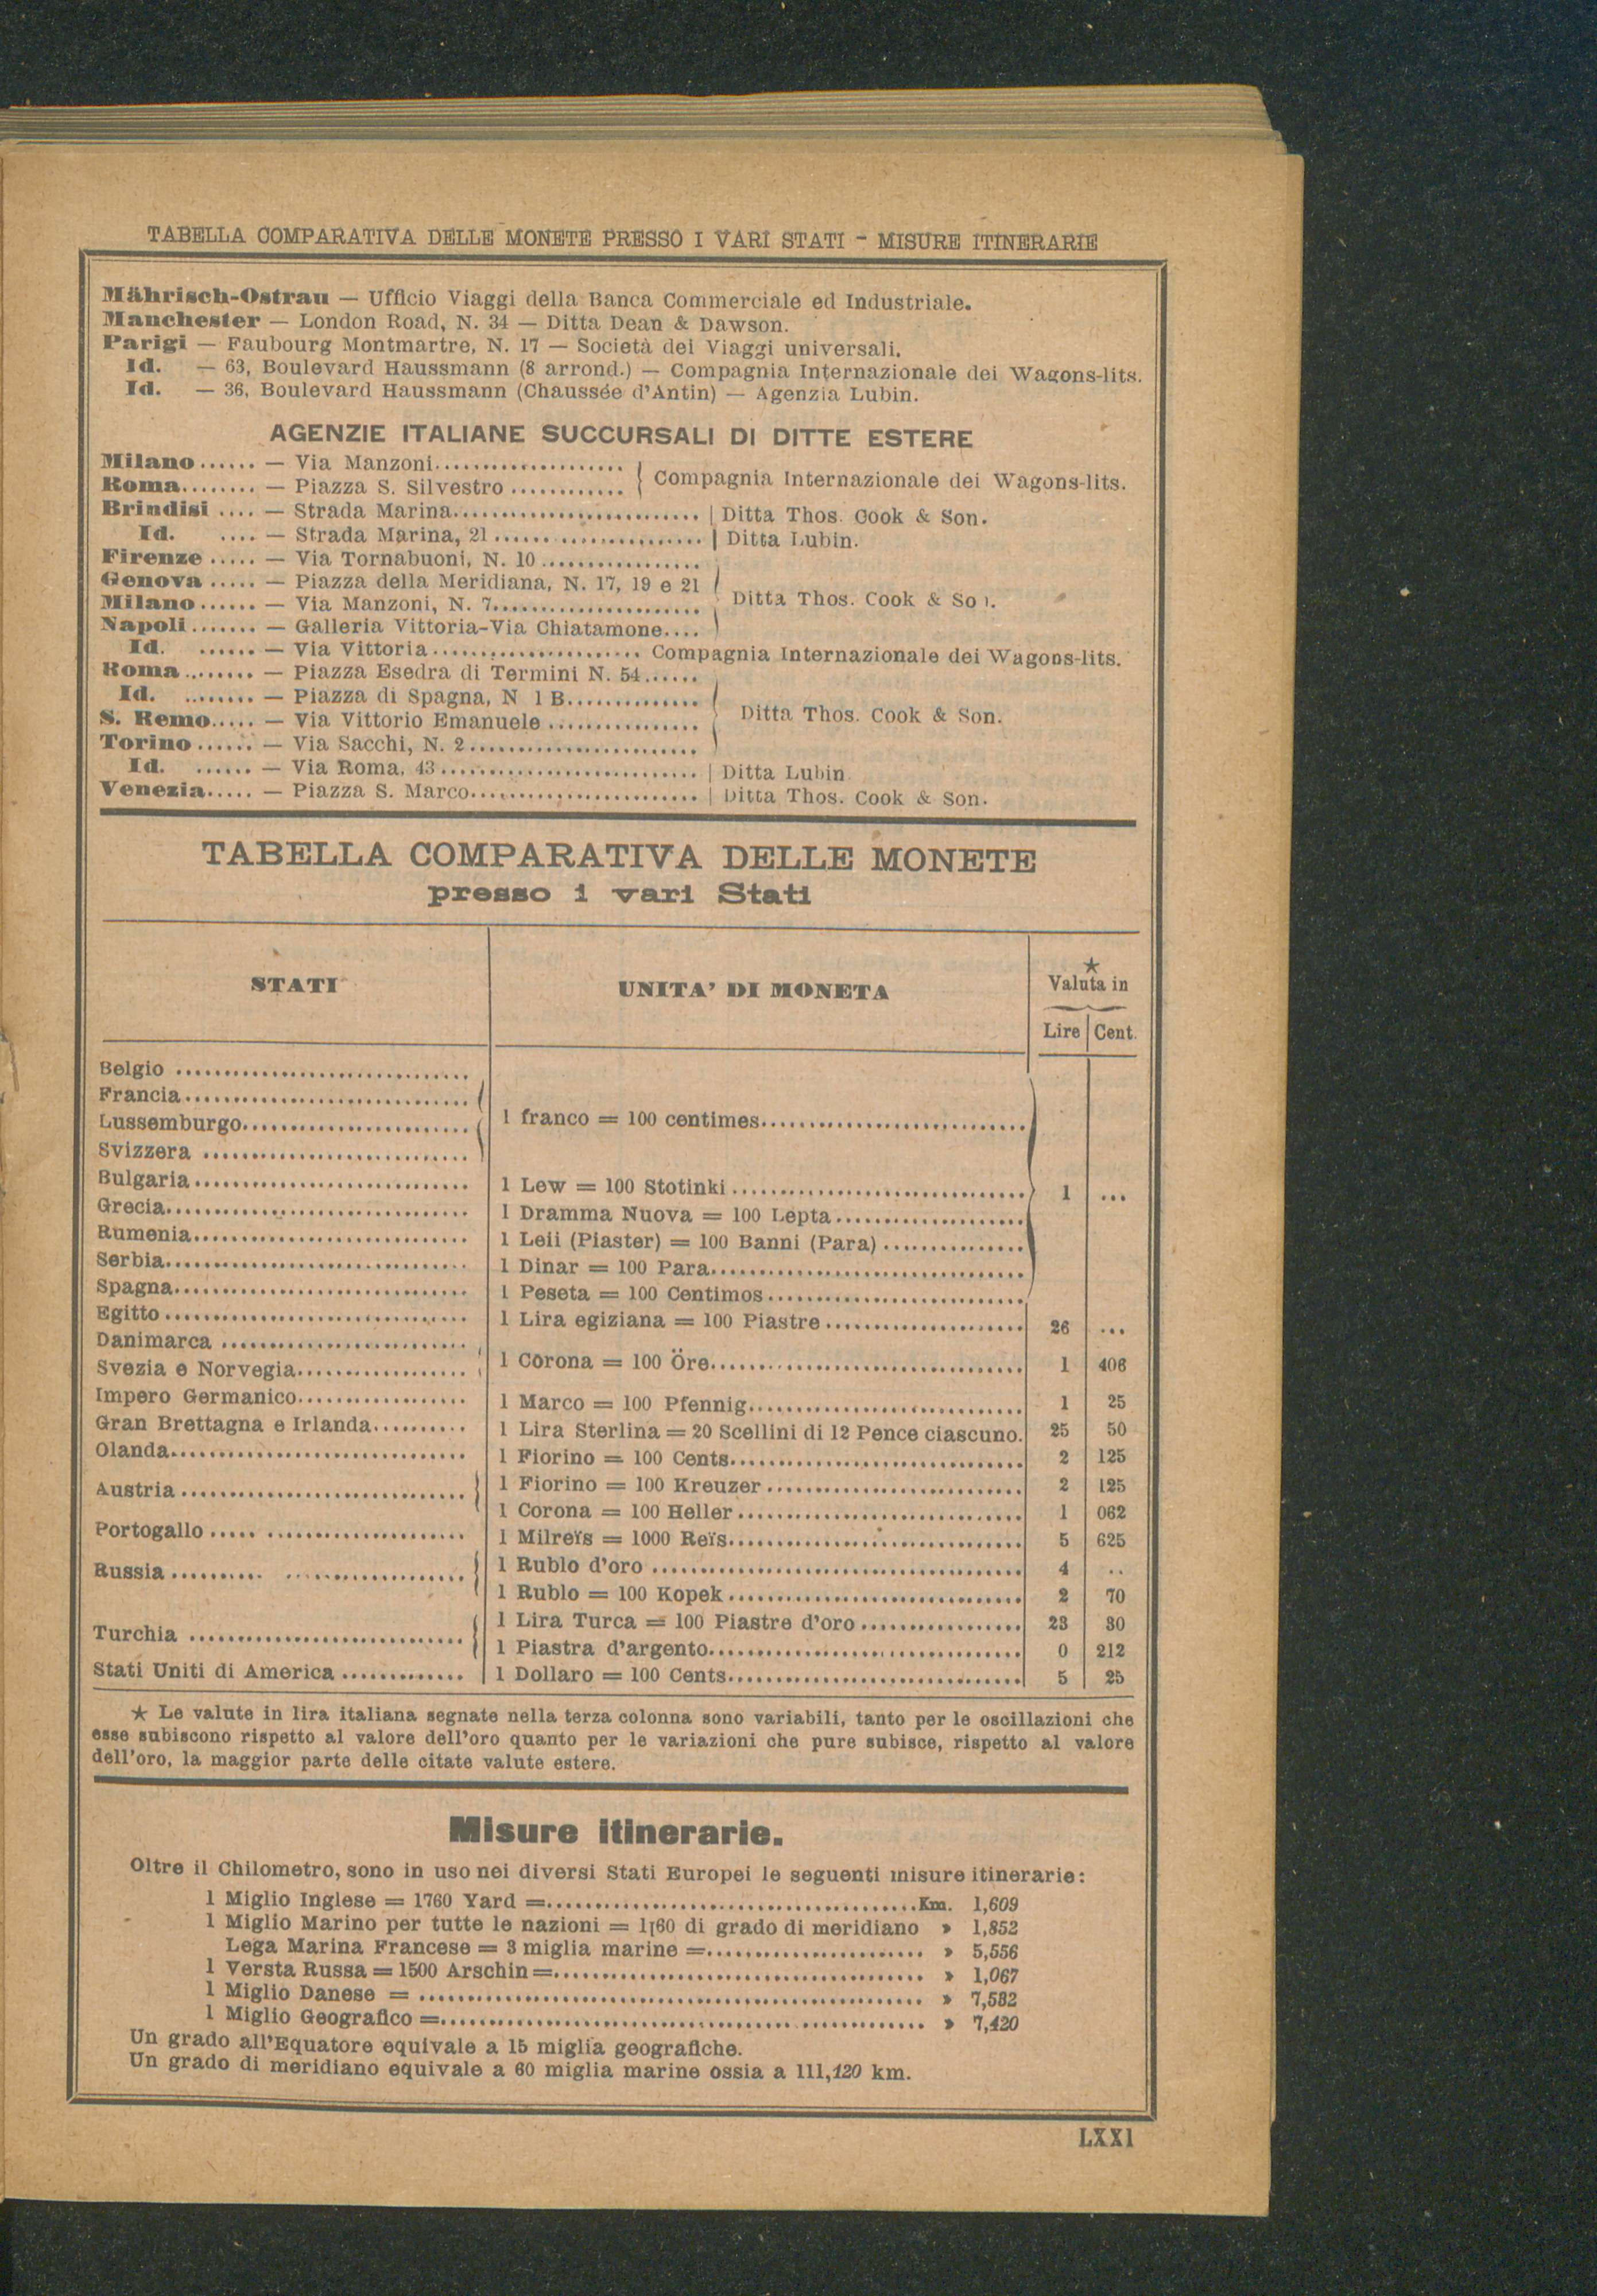 TABELLA COMPARATIVA DELLE MONETE PRESSO I VARI STATI - MISURE ITINERARIE
Mährisch-Ostrau — Ufficio Viaggi della Banca Commerciale ed Industriale.
Manchester — London Road, N. 34 — Ditta Dean & Dawson.
Parigi — Faubourg Montmartre, N. 17 — Società dei Viaggi universali.
Id. — 63, Boulevard Haussmann (8 arrond.) — Compagnia Internazionale dei Wagons-lits.
Id. — 36, Boulevard Haussmann (Chaussée d'Antin) — Agenzia Lubin.
AGENZIE ITALIANE SUCCURSALI DI DITTE ESTERE
Milano...... — Via Manzoni....................
Roma........ — Piazza S. Silvestro ............ Compagnia Internazionale dei Wagons-lits.
Brindisi .... — Strada Marina.......................... | Ditta Thos. Cook & Son.
Id. .... — Strada Marina, 21 ...................... | Ditta Lubin.
Firenze ..... — Via Tornabuoni, N. 10 .................
Genova ..... — Piazza della Meridiana, N. 17, 19 e 21
Milano...... — Via Manzoni, N. 7...................... Ditta Thos. Cook & So
Napoli....... — Galleria Vittoria-Via Chiatamone....
Id. ...... — Via Vittoria...................... Compagnia Internazionale dei Wagons-lits.
Roma ........ — Piazza Esedra di Termini N. 54......
Id. ........ — Piazza di Spagna, N 1 B..............
S. Remo..... — Via Vittorio Emanuele ................ Ditta Thos. Cook & Son.
Torino ...... — Via Sacchi, N. 2........................
Id. ...... — Via Roma, 43........................... | Ditta Lubin
Venezia..... — Piazza S. Marco........................ | Ditta Thos. Cook & Son.
TABELLA COMPARATIVA DELLE MONETE
presso i vari Stati
STATI UNITA' DI MONETA ★ Valuta in
Lire Cent.
Belgio ..............................
Francia..............................
Lussemburgo........................ 1 franco = 100 centimes............................
Svizzera ............................
Bulgaria............................. 1 Lew = 100 Stotinki............................... 1 ...
Grecia................................ 1 Dramma Nuova = 100 Lepta....................
Rumenia............................. 1 Leii (Piaster) = 100 Banni (Para) ...............
Serbia................................ 1 Dinar = 100 Para.................................
Spagna............................... 1 Peseta = 100 Centimos...........................
Egitto ................................ 1 Lira egiziana = 100 Piastre..................... 26 ...
Danimarca ..........................
Svezia e Norvegia.................. 1 Corona = 100 Öre................................. 1 406
Impero Germanico.................. 1 Marco = 100 Pfennig............................. 1 25
Gran Brettagna e Irlanda.......... 1 Lira Sterlina = 20 Scellini di 12 Pence ciascuno. 25 50
Olanda............................... 1 Fiorino = 100 Cents............................... 2 125
Austria .............................. 1 Fiorino = 100 Kreuzer ........................... 2 125
1 Corona = 100 Heller .............................. 1 062
Portogallo ..... ..................... 1 Milreïs = 1000 Reïs............................... 5 625
Russia .......... ................... 1 Rublo d'oro ....................................... 4 ..
1 Rublo = 100 Kopek ............................... 2 70
Turchia ............................. 1 Lira Turca = 100 Piastre d'oro ................. 23 30
1 Piastra d'argento................................. 0 212
Stati Uniti di America ............. 1 Dollaro = 100 Cents............................... 5 25
★ Le valute in lira italiana segnate nella terza colonna sono variabili, tanto per le oscillazioni che
esse subiscono rispetto al valore dell'oro quanto per le variazioni che pure subisce, rispetto al valore
dell'oro, la maggior parte delle citate valute estere.
Misure itinerarie.
Oltre il Chilometro, sono in uso nei diversi Stati Europei le seguenti misure itinerarie:
1 Miglio Inglese = 1760 Yard =.......................................Km. 1,609
1 Miglio Marino per tutte le nazioni = 1[60 di grado di meridiano » 1,852
Lega Marina Francese = 3 miglia marine =....................... » 5,556
1 Versta Russa = 1500 Arschin =....................................... » 1,067
1 Miglio Danese = ..................................................... » 7,582
1 Miglio Geografico =................................................... » 7,420
Un grado all'Equatore equivale a 15 miglia geografiche.
Un grado di meridiano equivale a 60 miglia marine ossia a 111,120 km.
LXXI